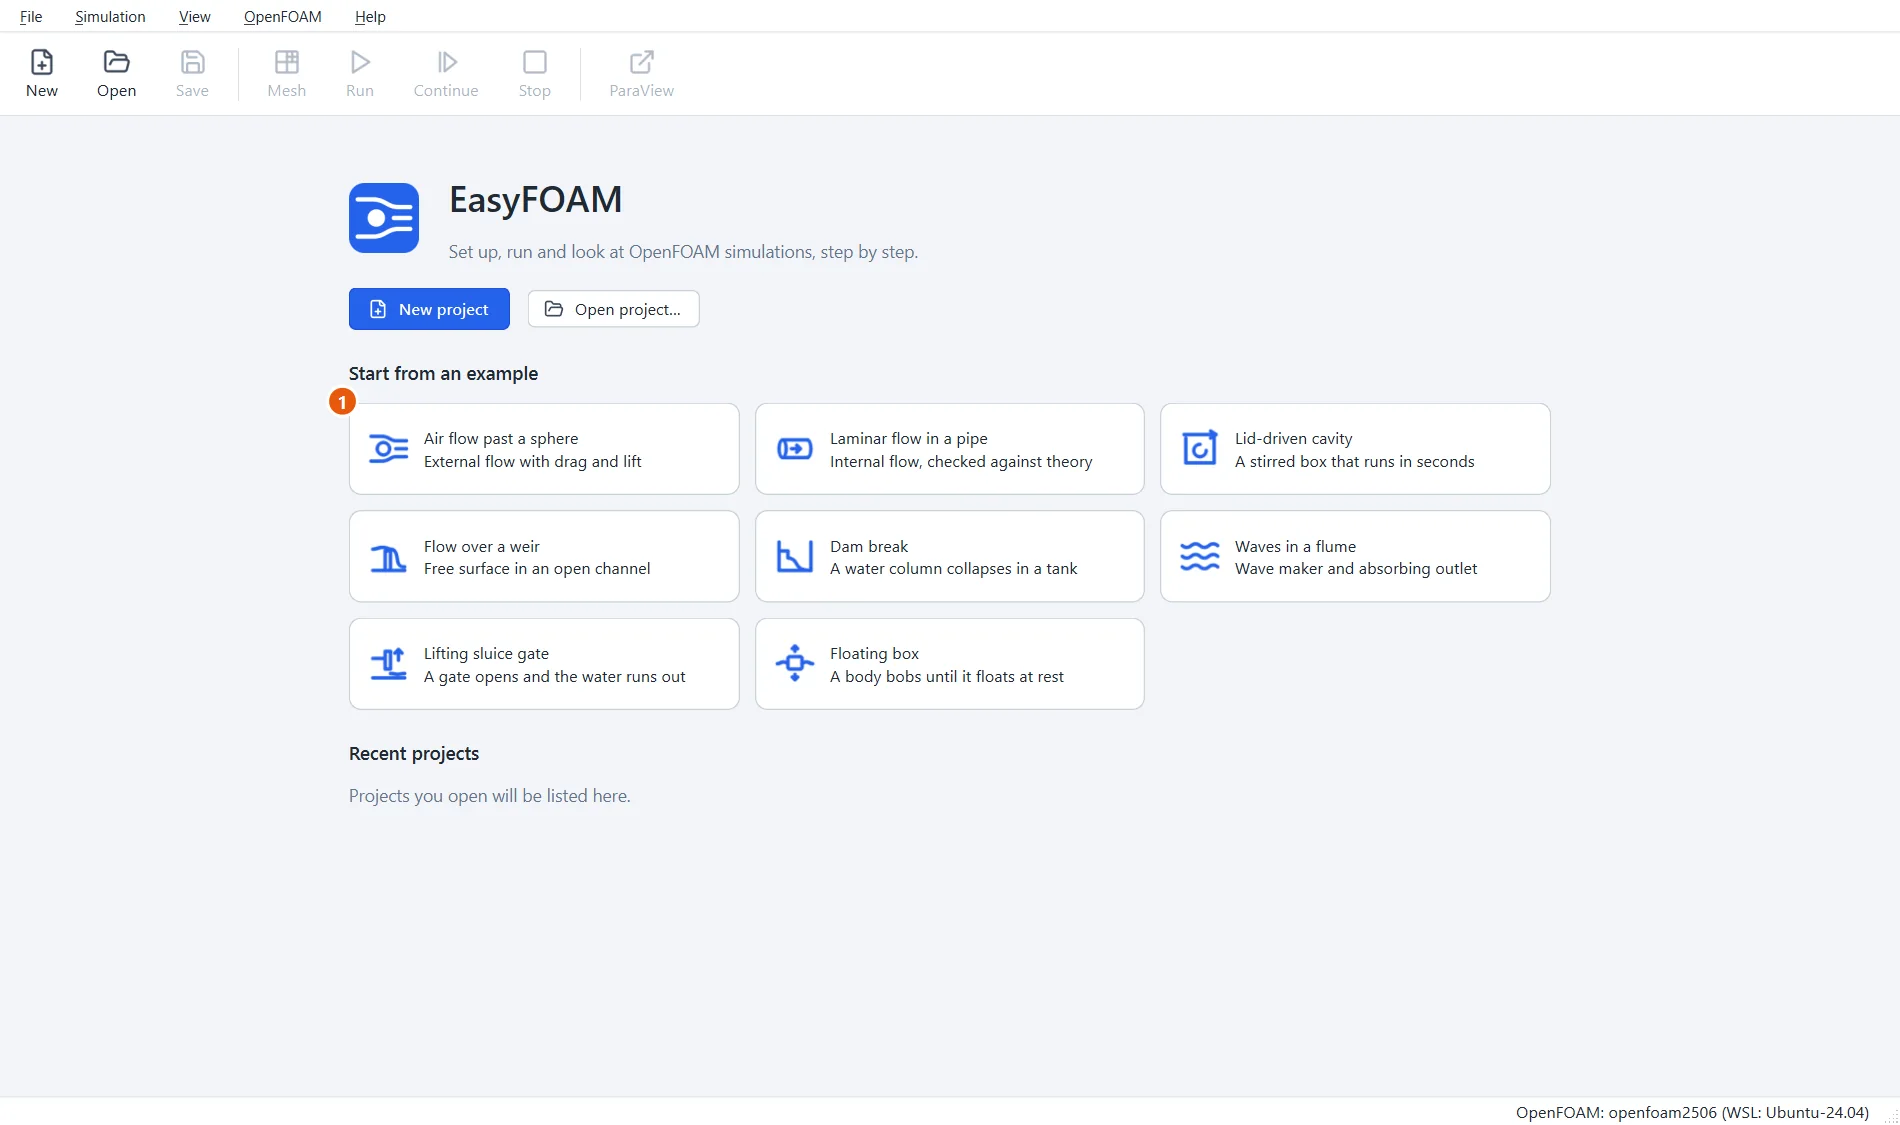 File Simulation View OpenFOAM Help
New Open Save Mesh Run Continue Stop ParaView
EasyFOAM
Set up, run and look at OpenFOAM simulations, step by step.
New project Open project...
Start from an example
1
Air flow past a sphere
External flow with drag and lift
Laminar flow in a pipe
Internal flow, checked against theory
Lid-driven cavity
A stirred box that runs in seconds
Flow over a weir
Free surface in an open channel
Dam break
A water column collapses in a tank
Waves in a flume
Wave maker and absorbing outlet
Lifting sluice gate
A gate opens and the water runs out
Floating box
A body bobs until it floats at rest
Recent projects
Projects you open will be listed here.
OpenFOAM: openfoam2506 (WSL: Ubuntu-24.04)